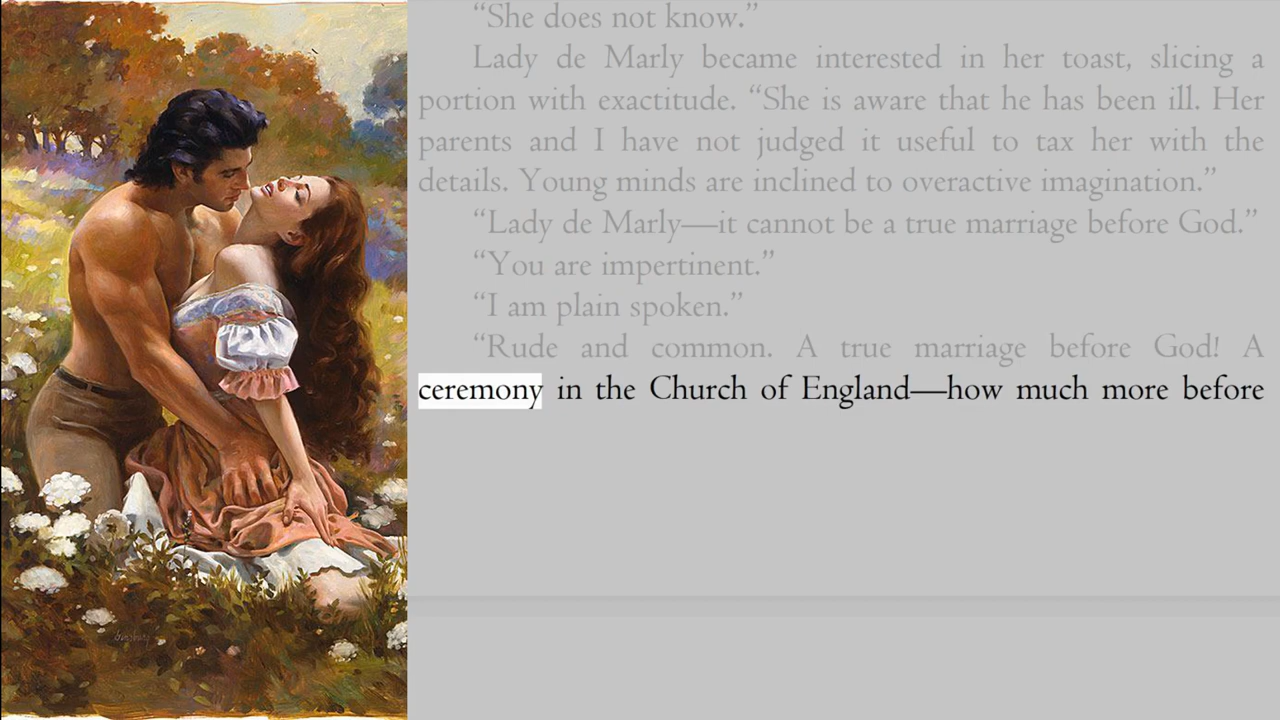 “She does not know.”
Lady de Marly became interested in her toast, slicing a
portion with exactitude. “She is aware that he has been ill. Her
parents and I have not judged it useful to tax her with the
details. Young minds are inclined to overactive imagination.”
“Lady de Marly—it cannot be a true marriage before God.”
“You are impertinent.”
“I am plain spoken.”
“Rude and common. A true marriage before God! A
ceremony in the Church of England—how much more before